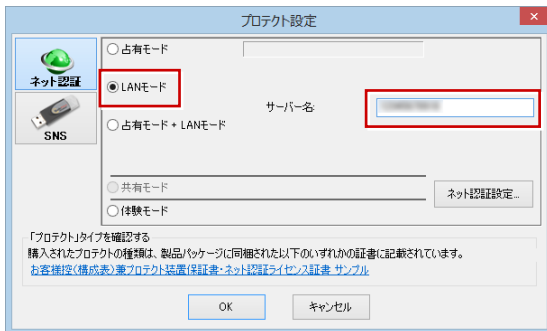 プロテクト設定
ネット認証
SNS
占有モード
LANモード
サーバー名:
占有モード + LANモード
共有モード
ネット認証設定...
体験モード
「プロテクト」タイプを確認する
購入されたプロテクトの種類は、製品パッケージに同梱された以下のいずれかの証書に記載されています。
お客様控(構成表)兼プロテクト装置保証書・ネット認証ライセンス証書 サンプル
OK
キャンセル